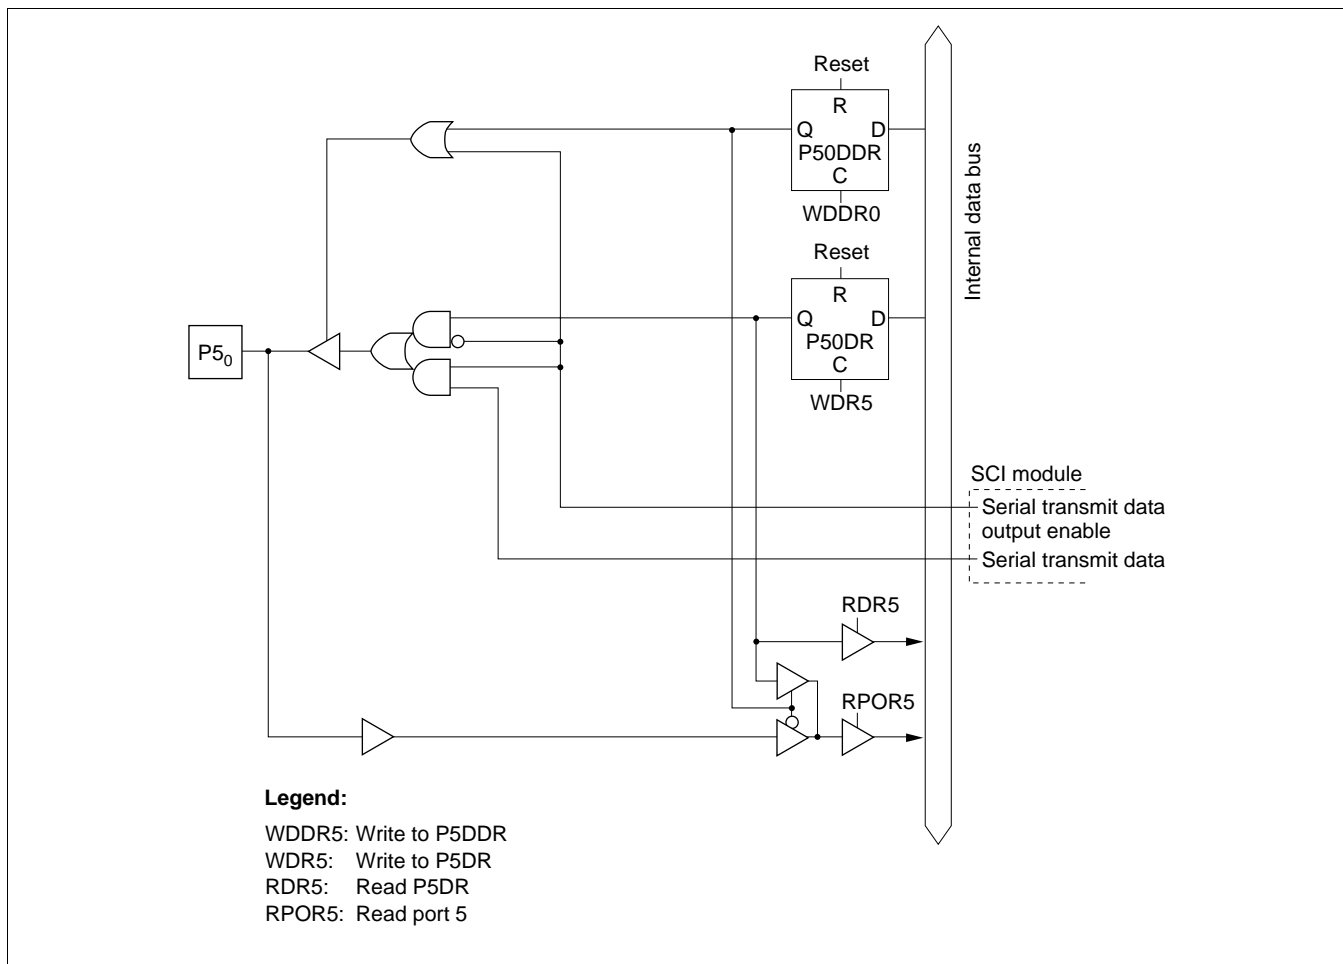 Reset
R
Q D
P50DDR
C
WDDR0
Internal data bus
Reset
R
Q D
P50DR
C
WDR5
P5₀
SCI module
Serial transmit data
output enable
Serial transmit data
RDR5
RPOR5
Legend:
WDDR5: Write to P5DDR
WDR5: Write to P5DR
RDR5: Read P5DR
RPOR5: Read port 5